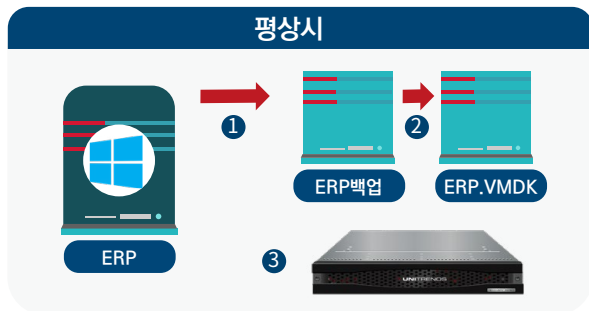 평상시
1
2
ERP백업
ERP.VMDK
ERP
3
UNITRENDS